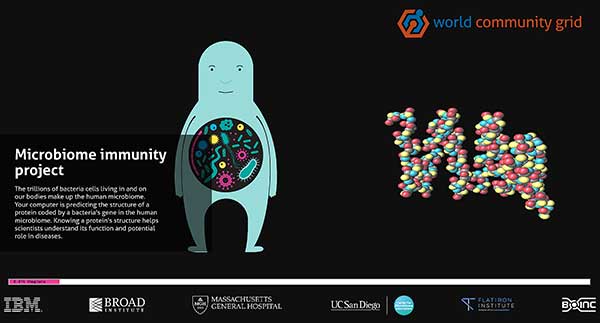 world community grid
Microbiome immunity
project
The trillions of bacteria cells living in and on
our bodies make up the human microbiome.
Your computer is predicting the structure of a
protein coded by a bacteria's gene in the human
microbiome. Knowing a protein's structure helps
scientists understand its function and potential
role in diseases.
IBM
BROAD
INSTITUTE
MASSACHUSETTS
GENERAL HOSPITAL
UC San Diego
FLATIRON
INSTITUTE
BOINC